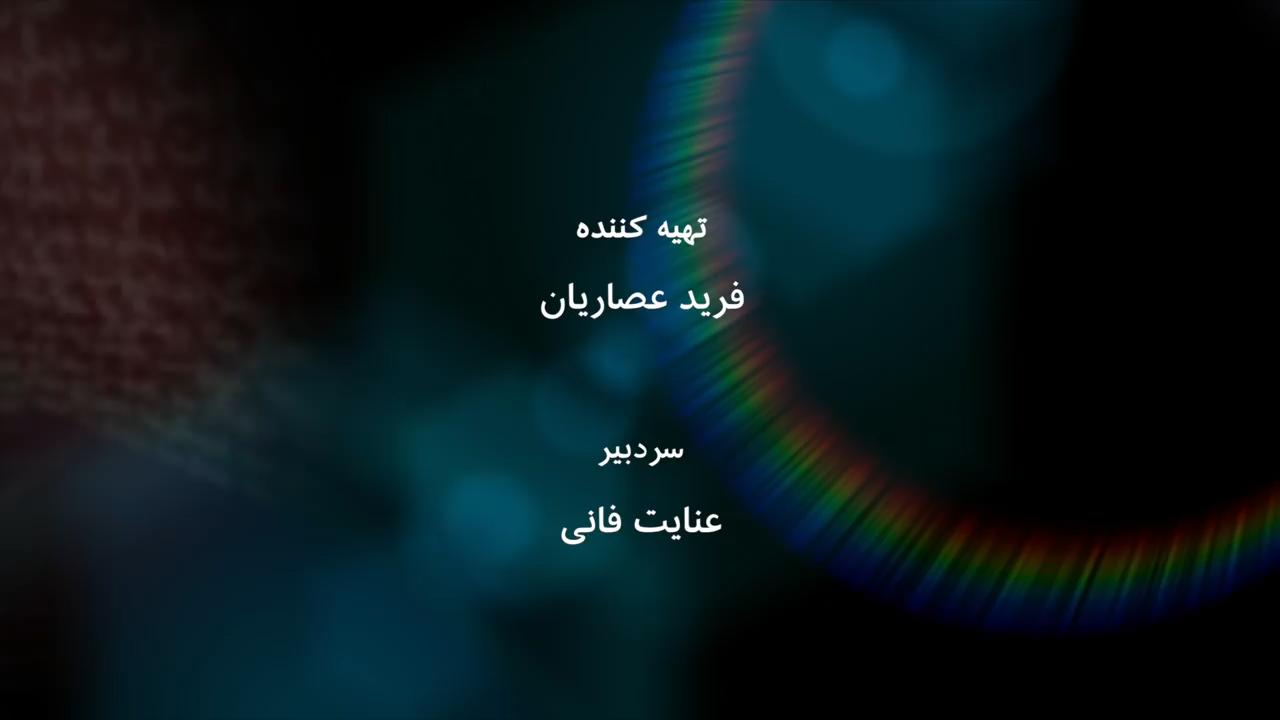 تهیه کننده
فرید عصاریان
سردبیر
عنایت فانی